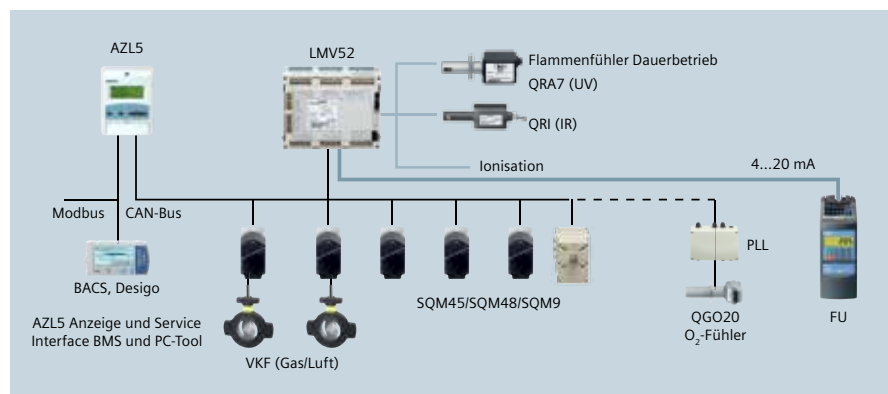 AZL5
LMV52
Flammenfühler Dauerbetrieb
QRA7 (UV)
QRI (IR)
Ionisation
4...20 mA
Modbus
CAN-Bus
BACS, Desigo
AZL5 Anzeige und Service
Interface BMS und PC-Tool
VKF (Gas/Luft)
SQM45/SQM48/SQM9
PLL
QGO20
O₂-Fühler
FU